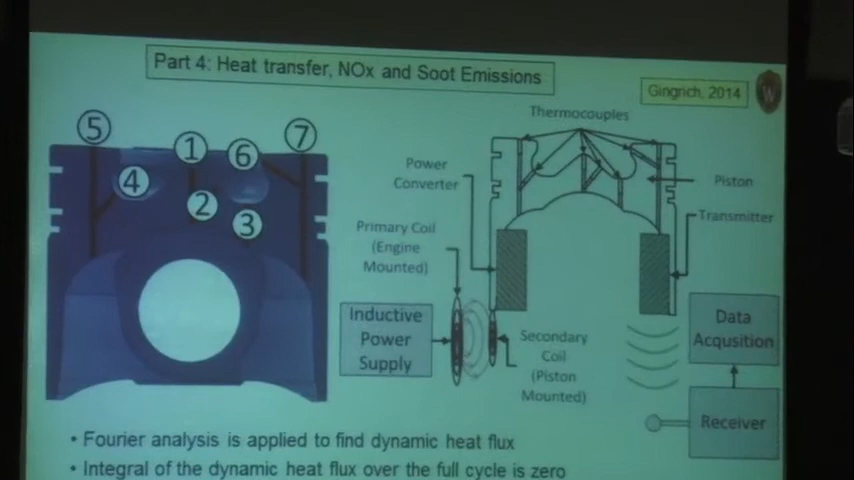 Part 4: Heat transfer, NOx and Soot Emissions
Gingrich, 2014
W
5
1
6
7
4
2
3
Thermocouples
Power
Converter
Piston
Transmitter
Primary Coil
(Engine
Mounted)
Inductive
Power
Supply
Secondary
Coil
(Piston
Mounted)
Data
Acqusition
Receiver
• Fourier analysis is applied to find dynamic heat flux
• Integral of the dynamic heat flux over the full cycle is zero